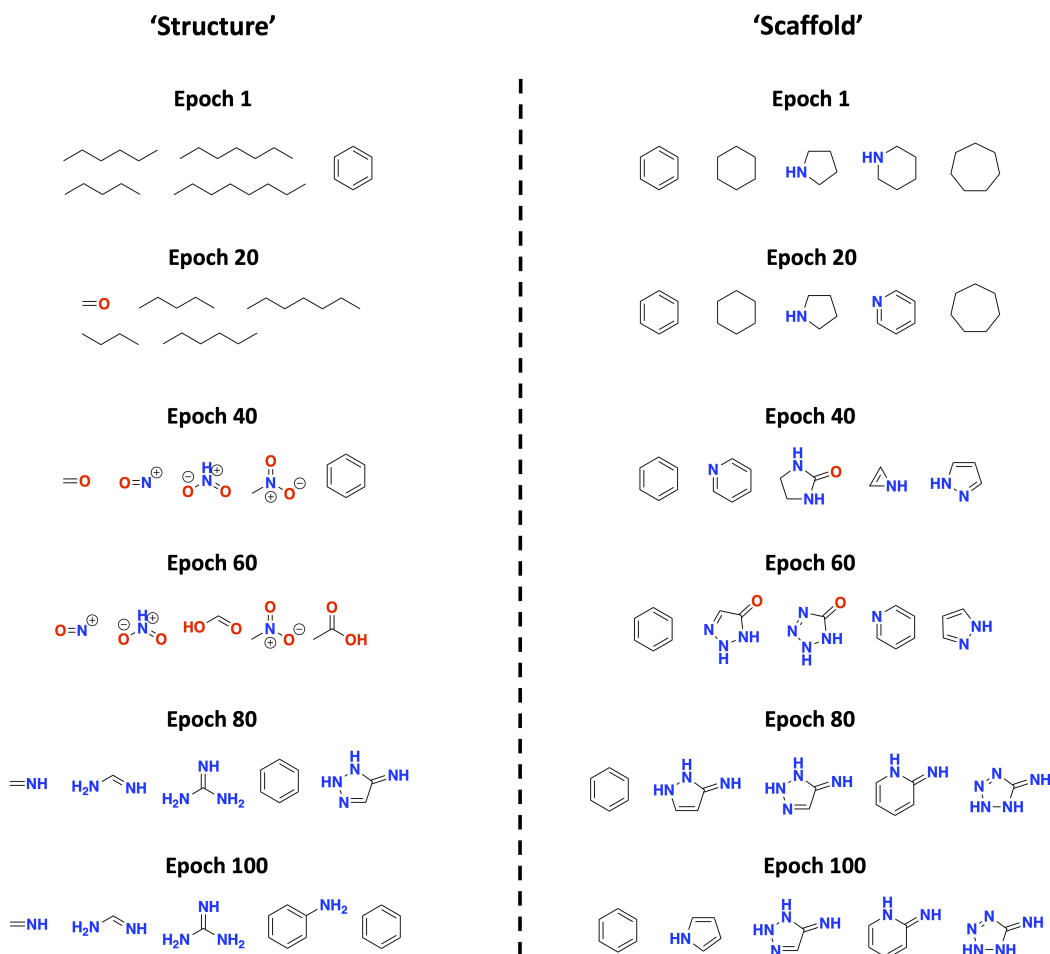 'Structure'
Epoch 1
Epoch 20
O
Epoch 40
O
O N +
− O N H + O
O N + O −
Epoch 60
O N +
− O N H + O
HO O
O N + O −
O OH
Epoch 80
NH
H₂N NH
NH H₂N NH₂
H N HN N NH
Epoch 100
NH
H₂N NH
NH H₂N NH₂
NH₂
'Scaffold'
Epoch 1
HN
HN
Epoch 20
HN
N
Epoch 40
N
H N O NH
NH
HN N
Epoch 60
O N N H NH
O N N N H NH
N
NH N
Epoch 80
H N HN NH
H N HN N NH
H N NH
N N HN NH NH
Epoch 100
HN
H N HN N NH
H N NH
N N HN NH NH